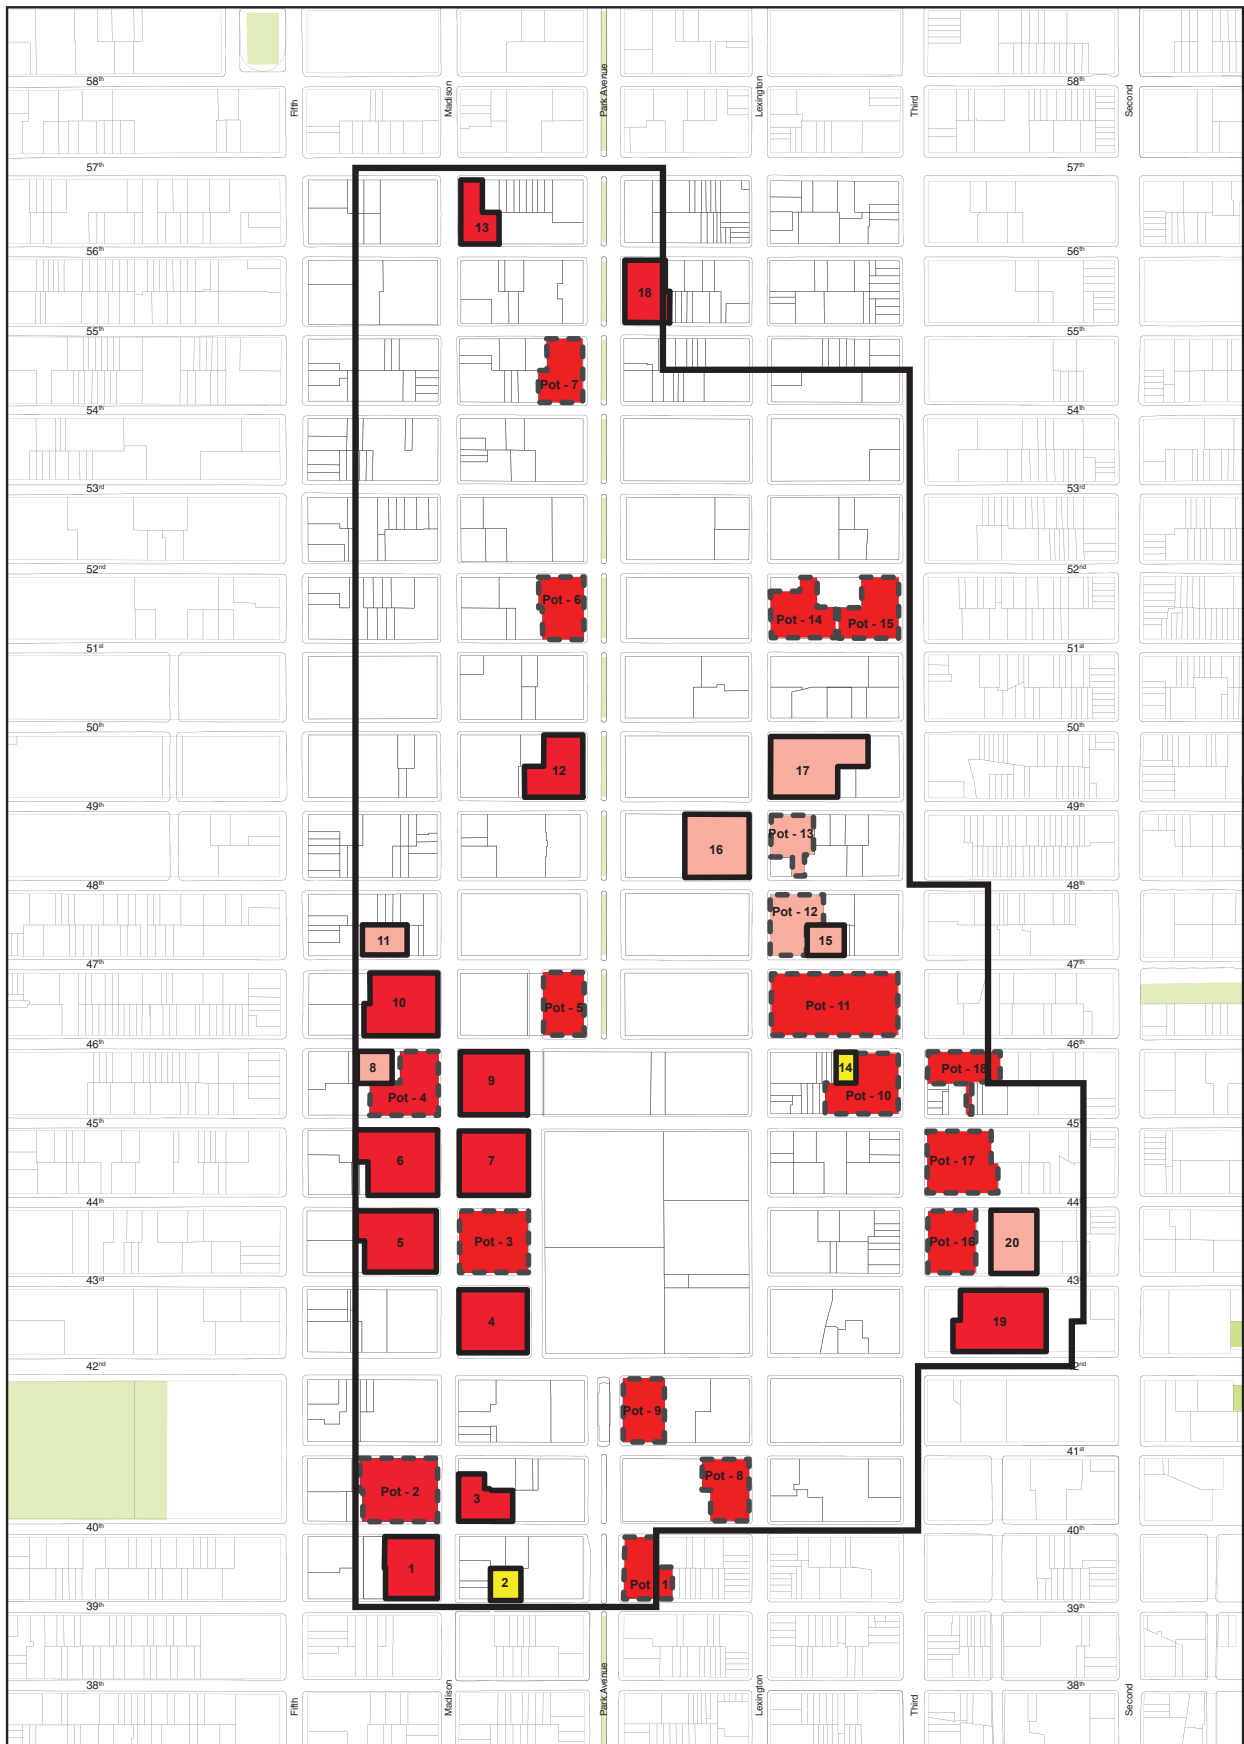 58th
58th
Fifth
Madison
Park Avenue
Lexington
Third
Second
57th
57th
13
56th
56th
18
55th
55th
Pot - 7
54th
54th
53rd
53rd
52nd
52nd
Pot - 6
Pot - 14
Pot - 15
51st
51st
50th
50th
12
17
49th
49th
16
Pot - 13
48th
48th
11
Pot - 12
15
47th
47th
10
Pot - 5
Pot - 11
46th
46th
8
Pot - 4
9
14
Pot - 10
Pot - 18
45th
45
6
7
Pot - 17
44th
44
5
Pot - 3
Pot - 16
20
43rd
43
4
19
42nd
2nd
Pot - 9
41st
41st
Pot - 2
3
Pot - 8
40th
40th
1
2
Pot 1
39th
39th
38th
38th
Fifth
Madison
Park Avenue
Lexington
Third
Second